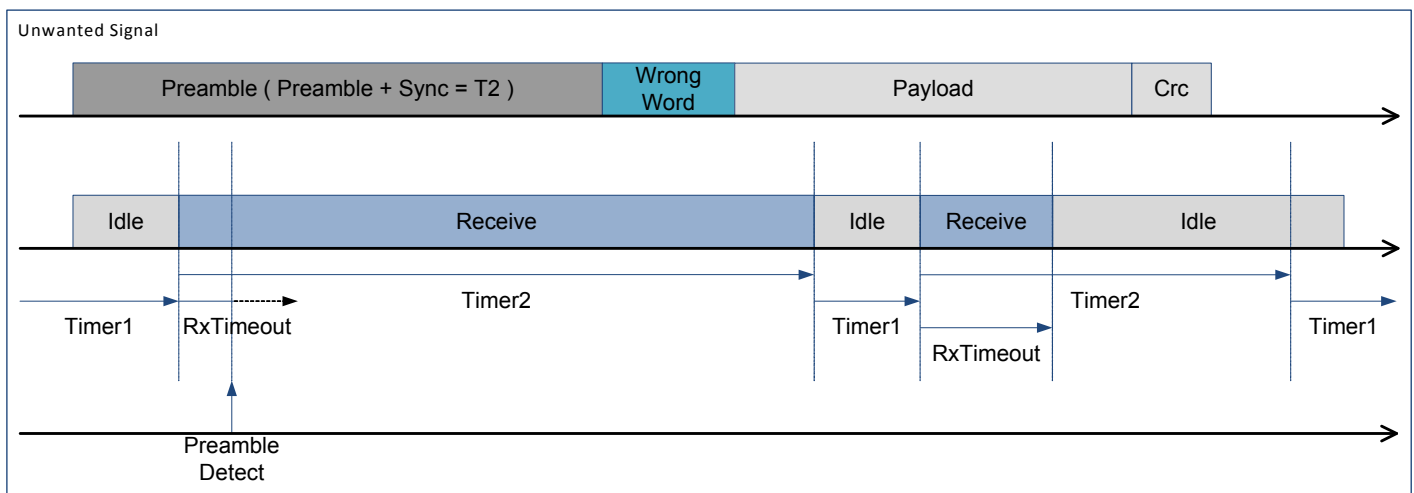 Unwanted Signal
Preamble ( Preamble + Sync = T2 )
Wrong
Word
Payload
Crc
Idle
Receive
Idle
Receive
Idle
Timer2
Timer2
Timer1
RxTimeout
Timer1
Timer1
RxTimeout
Preamble
Detect